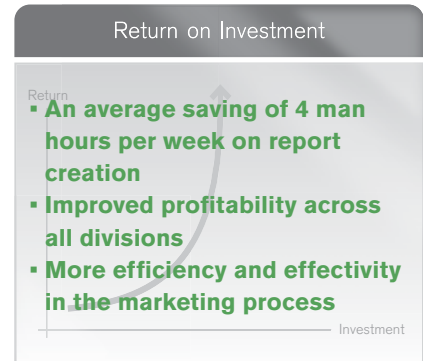 Return on Investment
Return
▪ An average saving of 4 man
hours per week on report
creation
▪ Improved profitability across
all divisions
▪ More efficiency and effectivity
in the marketing process
Investment